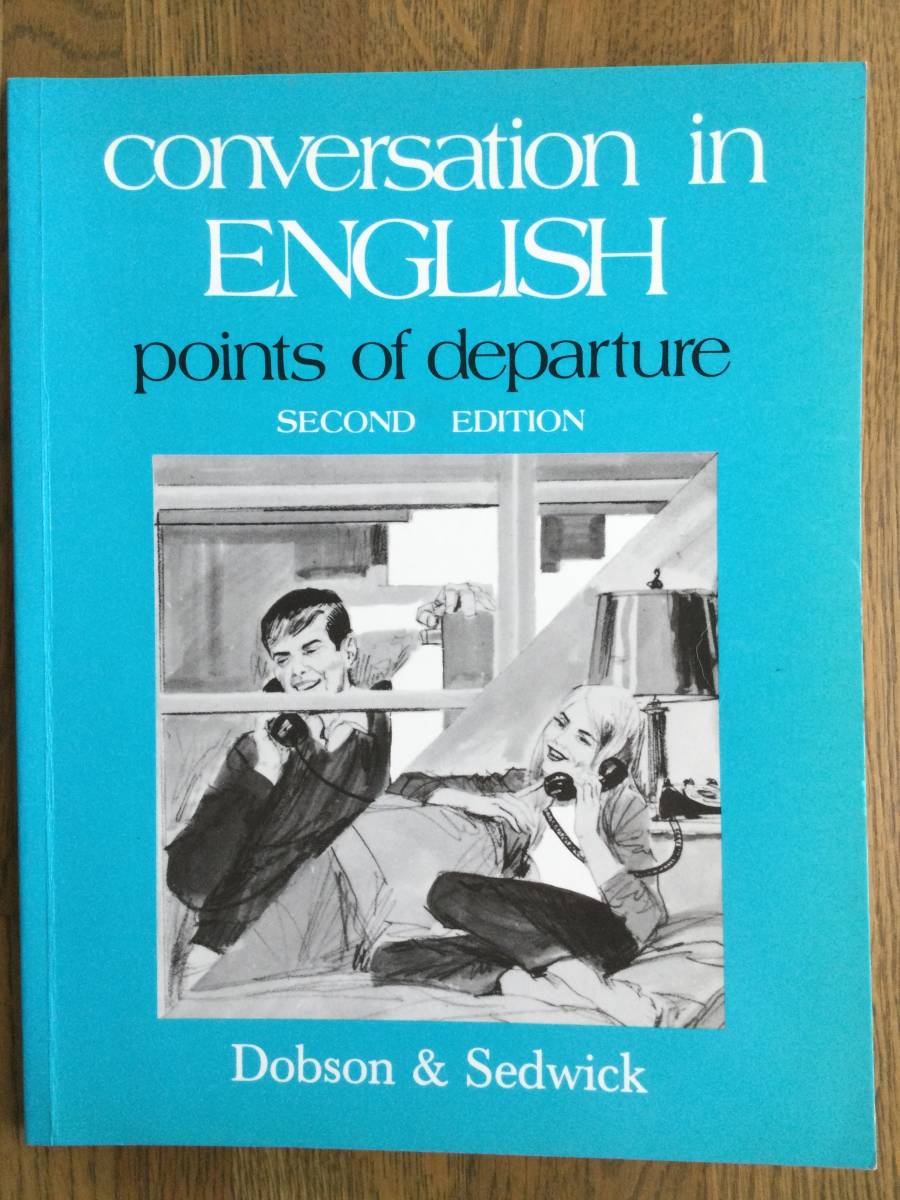 conversation in
ENGLISH
points of departure
SECOND EDITION
Dobson & Sedwick